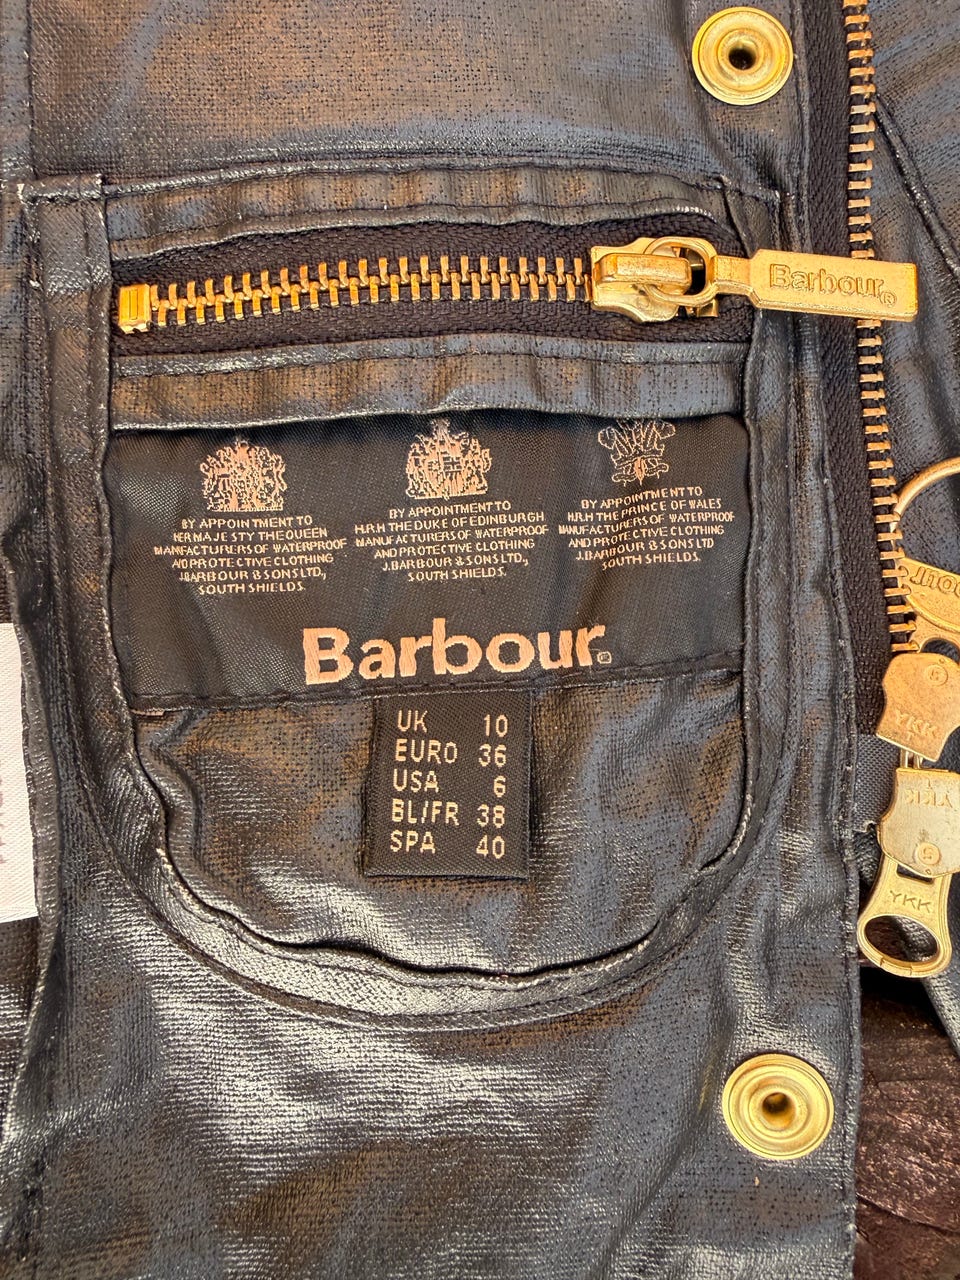 Barbour®
BY APPOINTMENT TO
HER MAJESTY THE QUEEN
MANFACTURERS OF WATERPROOF
AND PROTECTIVE CLOTHING
J.BARBOUR & SONS LTD.,
SOUTH SHIELDS.
BY APPOINTMENT TO
H.R.H THE DUKE OF EDINBURGH
MANUFACTURERS OF WATERPROOF
AND PROTECTIVE CLOTHING
J.BARBOUR & SONS LTD.,
SOUTH SHIELDS.
BY APPOINTMENT TO
H.R.H THE PRINCE OF WALES
MANUFACTURERS OF WATERPROOF
AND PROTECTIVE CLOTHING
J.BARBOUR & SONS LTD
SOUTH SHIELDS.
Barbour®
UK 10
EURO 36
USA 6
BL/FR 38
SPA 40
YKK
YKK
YKK